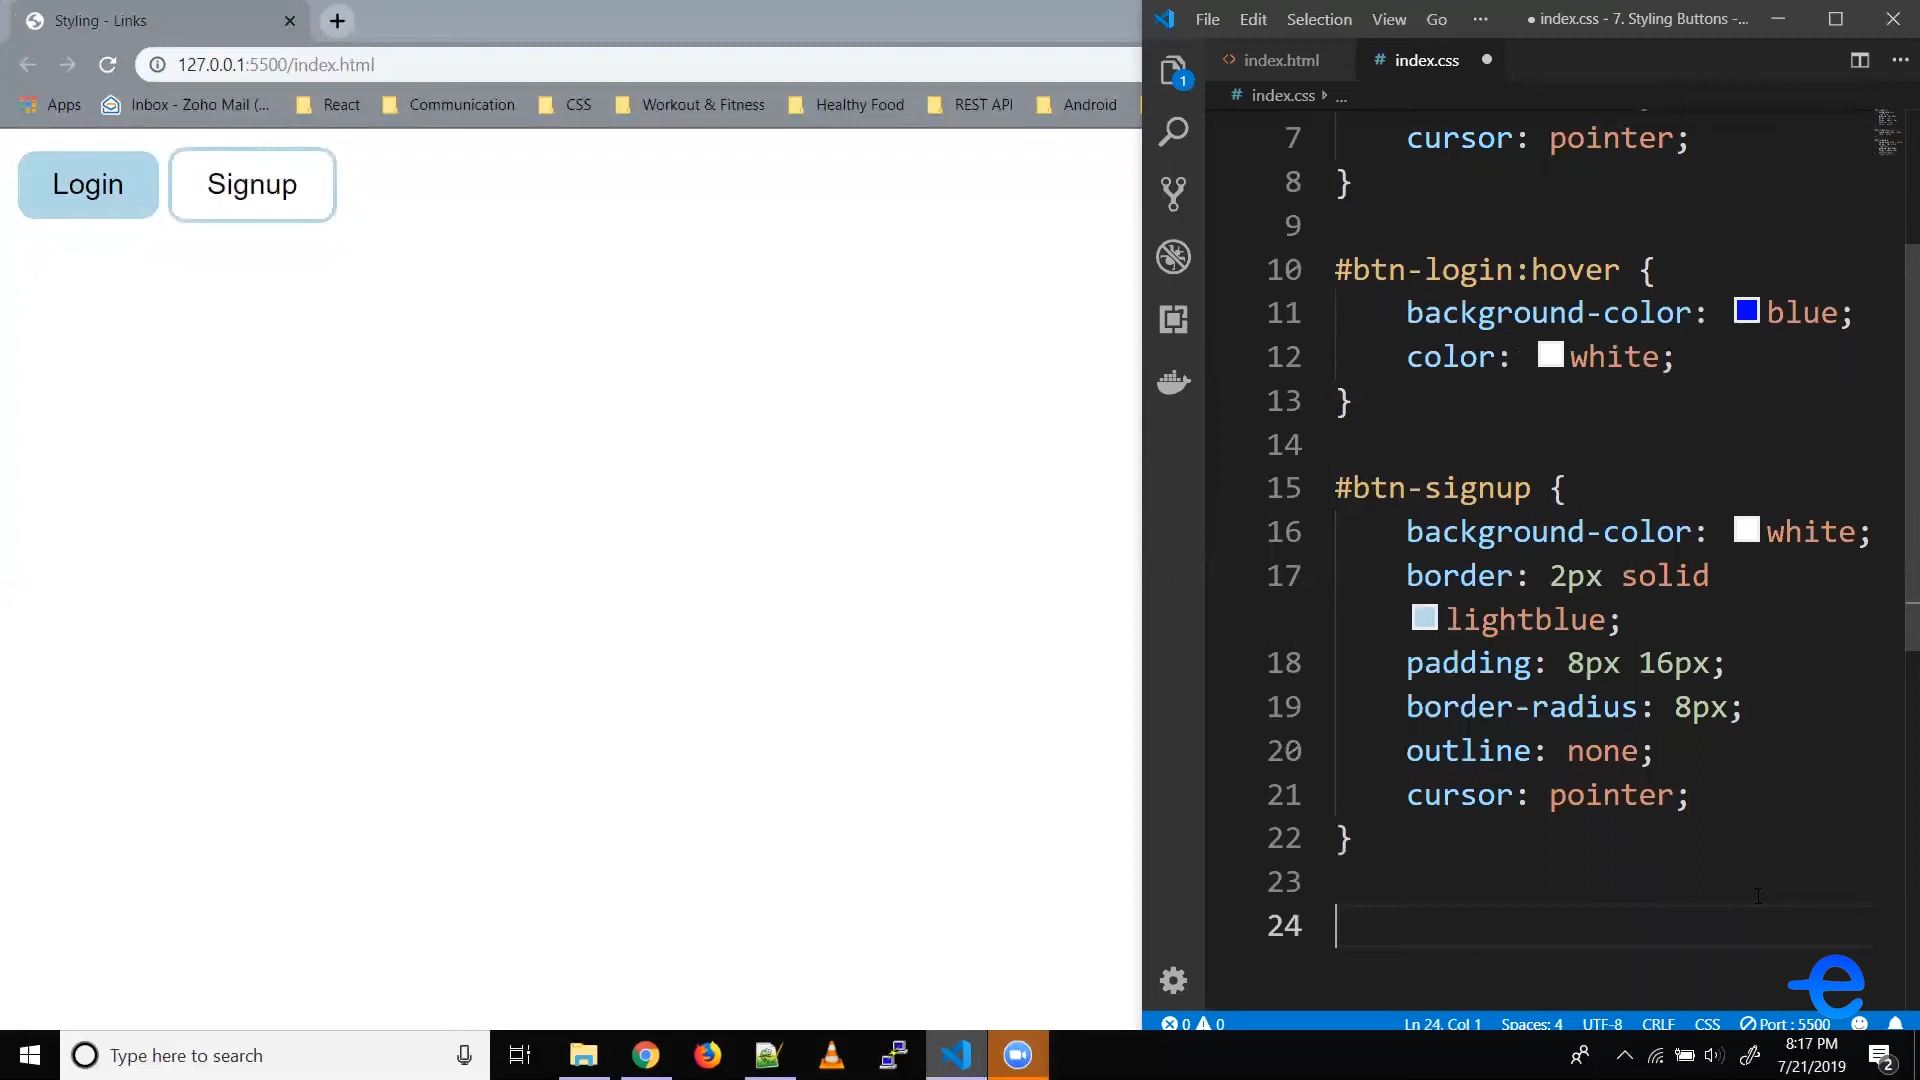 Styling - Links
127.0.0.1:5500/index.html
Apps Inbox - Zoho Mail (... React Communication CSS Workout & Fitness Healthy Food REST API Android
Login Signup
File Edit Selection View Go ··· ● index.css - 7. Styling Buttons -...
index.html # index.css
# index.css ...
1
7 cursor: pointer;
8 }
9
10 #btn-login:hover {
11 background-color: blue;
12 color: white;
13 }
14
15 #btn-signup {
16 background-color: white;
17 border: 2px solid
lightblue;
18 padding: 8px 16px;
19 border-radius: 8px;
20 outline: none;
21 cursor: pointer;
22 }
23
24
e
0 0 Ln 24, Col 1 Spaces: 4 UTF-8 CRLF CSS Port : 5500
Type here to search
8:17 PM
7/21/2019
2